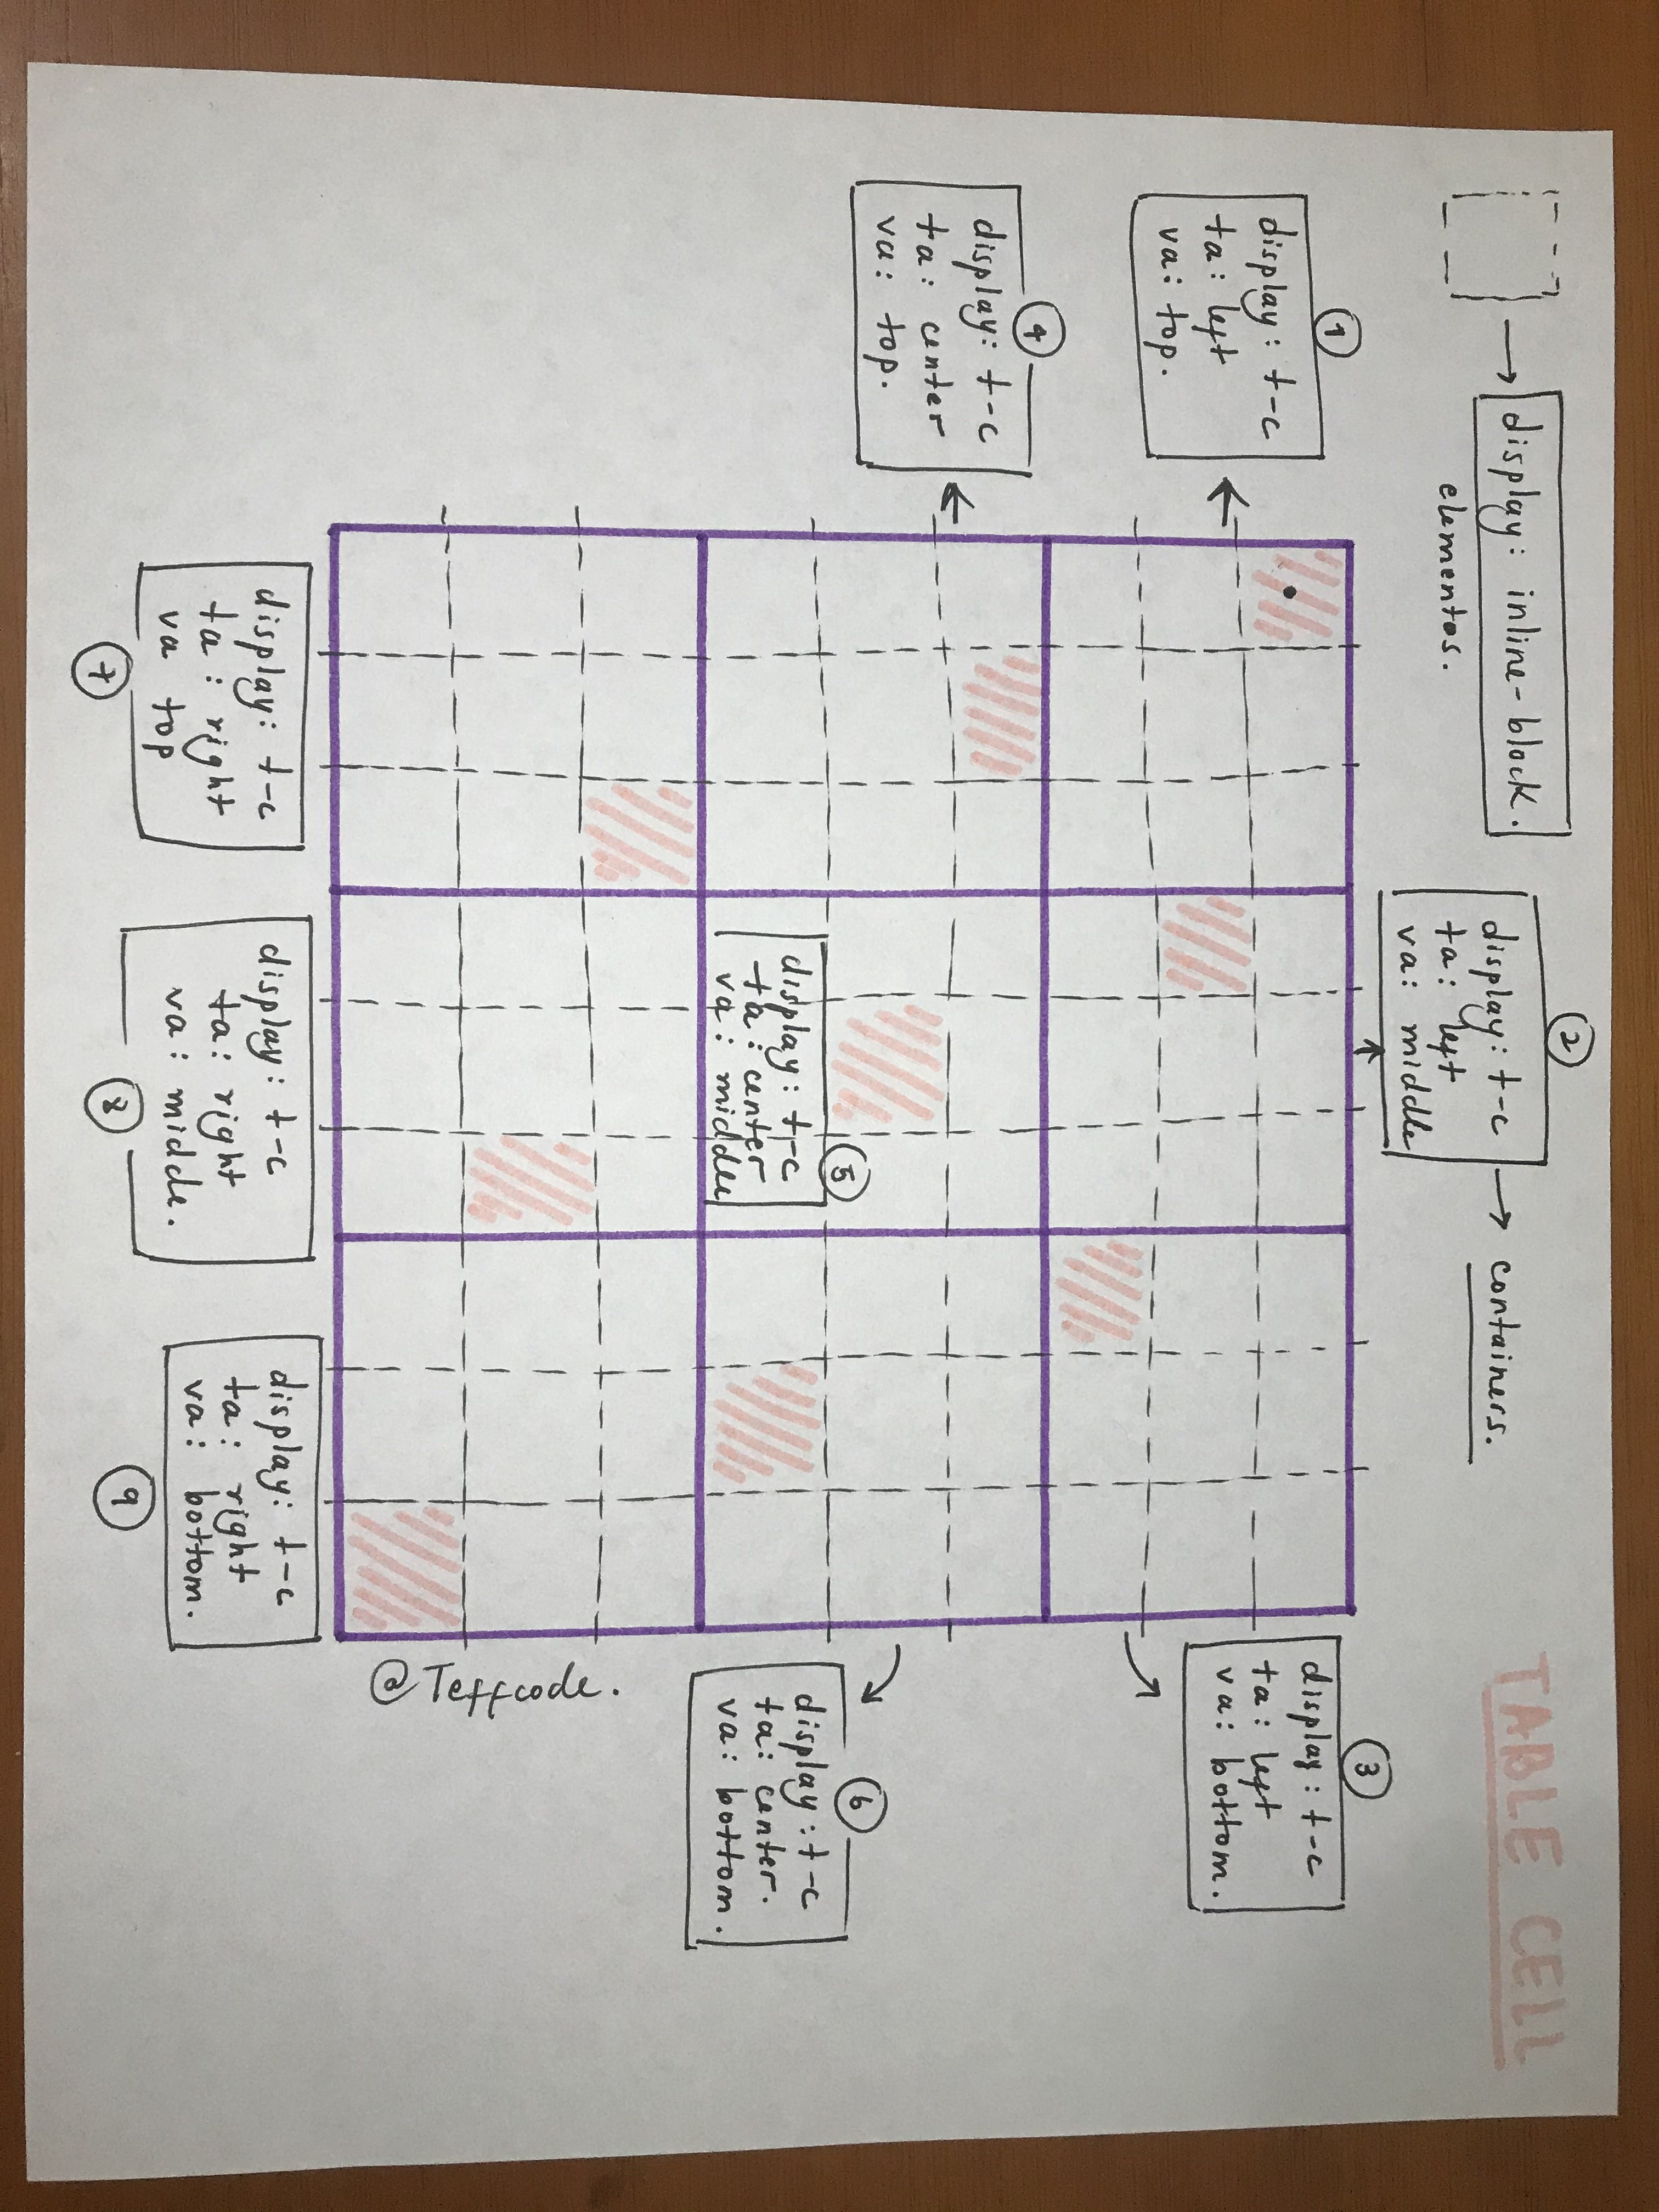 display: inline-block.
elementos.
2
display: t-c
ta: left
va: middle
containers.
TABLE CELL
1
display: t-c
ta: left
va: top.
3
display: t-c
ta: left
va: bottom.
4
display: t-c
ta: center
va: top.
5
display: t-c
ta: center
va: middle
6
display: t-c
ta: center.
va: bottom.
@Teffcode.
display: t-c
ta: right
va top
7
display: t-c
ta: right
va: middle.
8
display: t-c
ta: right
va: bottom.
9